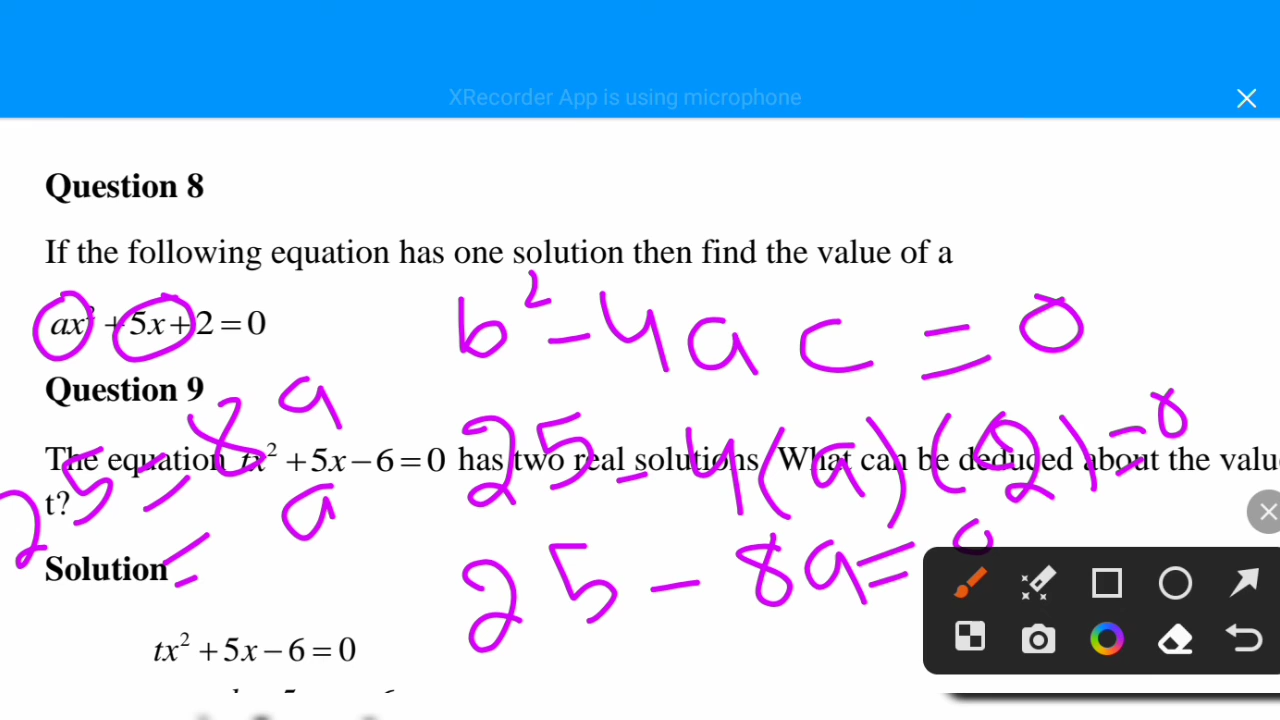 XRecorder App is using microphone
Question 8
If the following equation has one solution then find the value of a
ax² + 5x + 2 = 0
b² - 4ac = 0
Question 9
25 - 4(a)(2) = 0
The equation tx² + 5x − 6 = 0 has two real solutions. What can be deduced about the valu
t?
25 = 8a
= a
25 - 8a = 0
Solution
tx² + 5x − 6 = 0